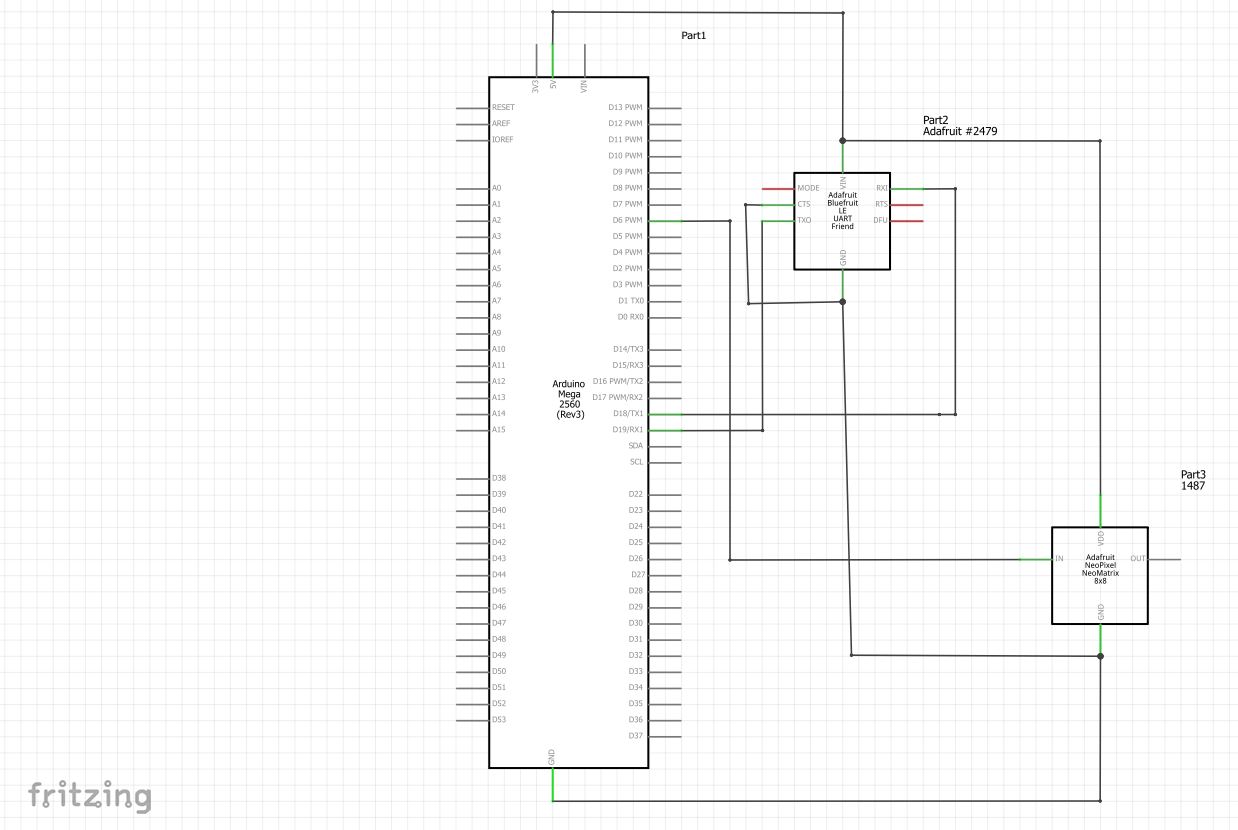 Part1
3V3
5V
VIN
RESET
AREF
IOREF
A0
A1
A2
A3
A4
A5
A6
A7
A8
A9
A10
A11
A12
A13
A14
A15
D38
D39
D40
D41
D42
D43
D44
D45
D46
D47
D48
D49
D50
D51
D52
D53
Arduino
Mega
2560
(Rev3)
D13 PWM
D12 PWM
D11 PWM
D10 PWM
D9 PWM
D8 PWM
D7 PWM
D6 PWM
D5 PWM
D4 PWM
D2 PWM
D3 PWM
D1 TX0
D0 RX0
D14/TX3
D15/RX3
D16 PWM/TX2
D17 PWM/RX2
D18/TX1
D19/RX1
SDA
SCL
D22
D23
D24
D25
D26
D27
D28
D29
D30
D31
D32
D33
D34
D35
D36
D37
GND
Part2
Adafruit #2479
VIN
MODE
CTS
TXO
Adafruit
Bluefruit
LE
UART
Friend
RXI
RTS
DFU
GND
Part3
1487
VDD
IN
Adafruit
NeoPixel
NeoMatrix
8x8
OUT
GND
fritzing